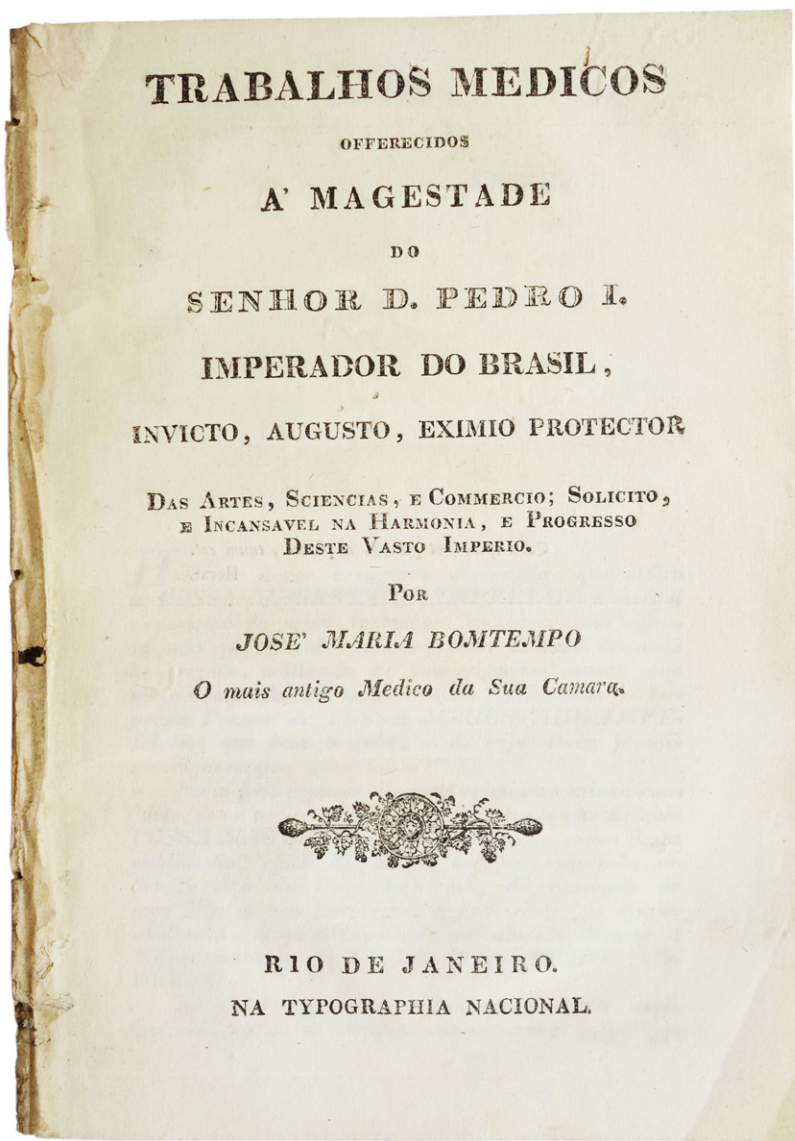 TRABALHOS MEDICOS
OFFERECIDOS
A' MAGESTADE
DO
SENHOR D. PEDRO I.
IMPERADOR DO BRASIL,
INVICTO, AUGUSTO, EXIMIO PROTECTOR
DAS ARTES, SCIENCIAS, E COMMERCIO; SOLICITO,
E INCANSAVEL NA HARMONIA, E PROGRESSO
DESTE VASTO IMPERIO.
POR
JOSE' MARIA BOMTEMPO
O mais antigo Medico da Sua Camara.
RIO DE JANEIRO.
NA TYPOGRAPHIA NACIONAL.